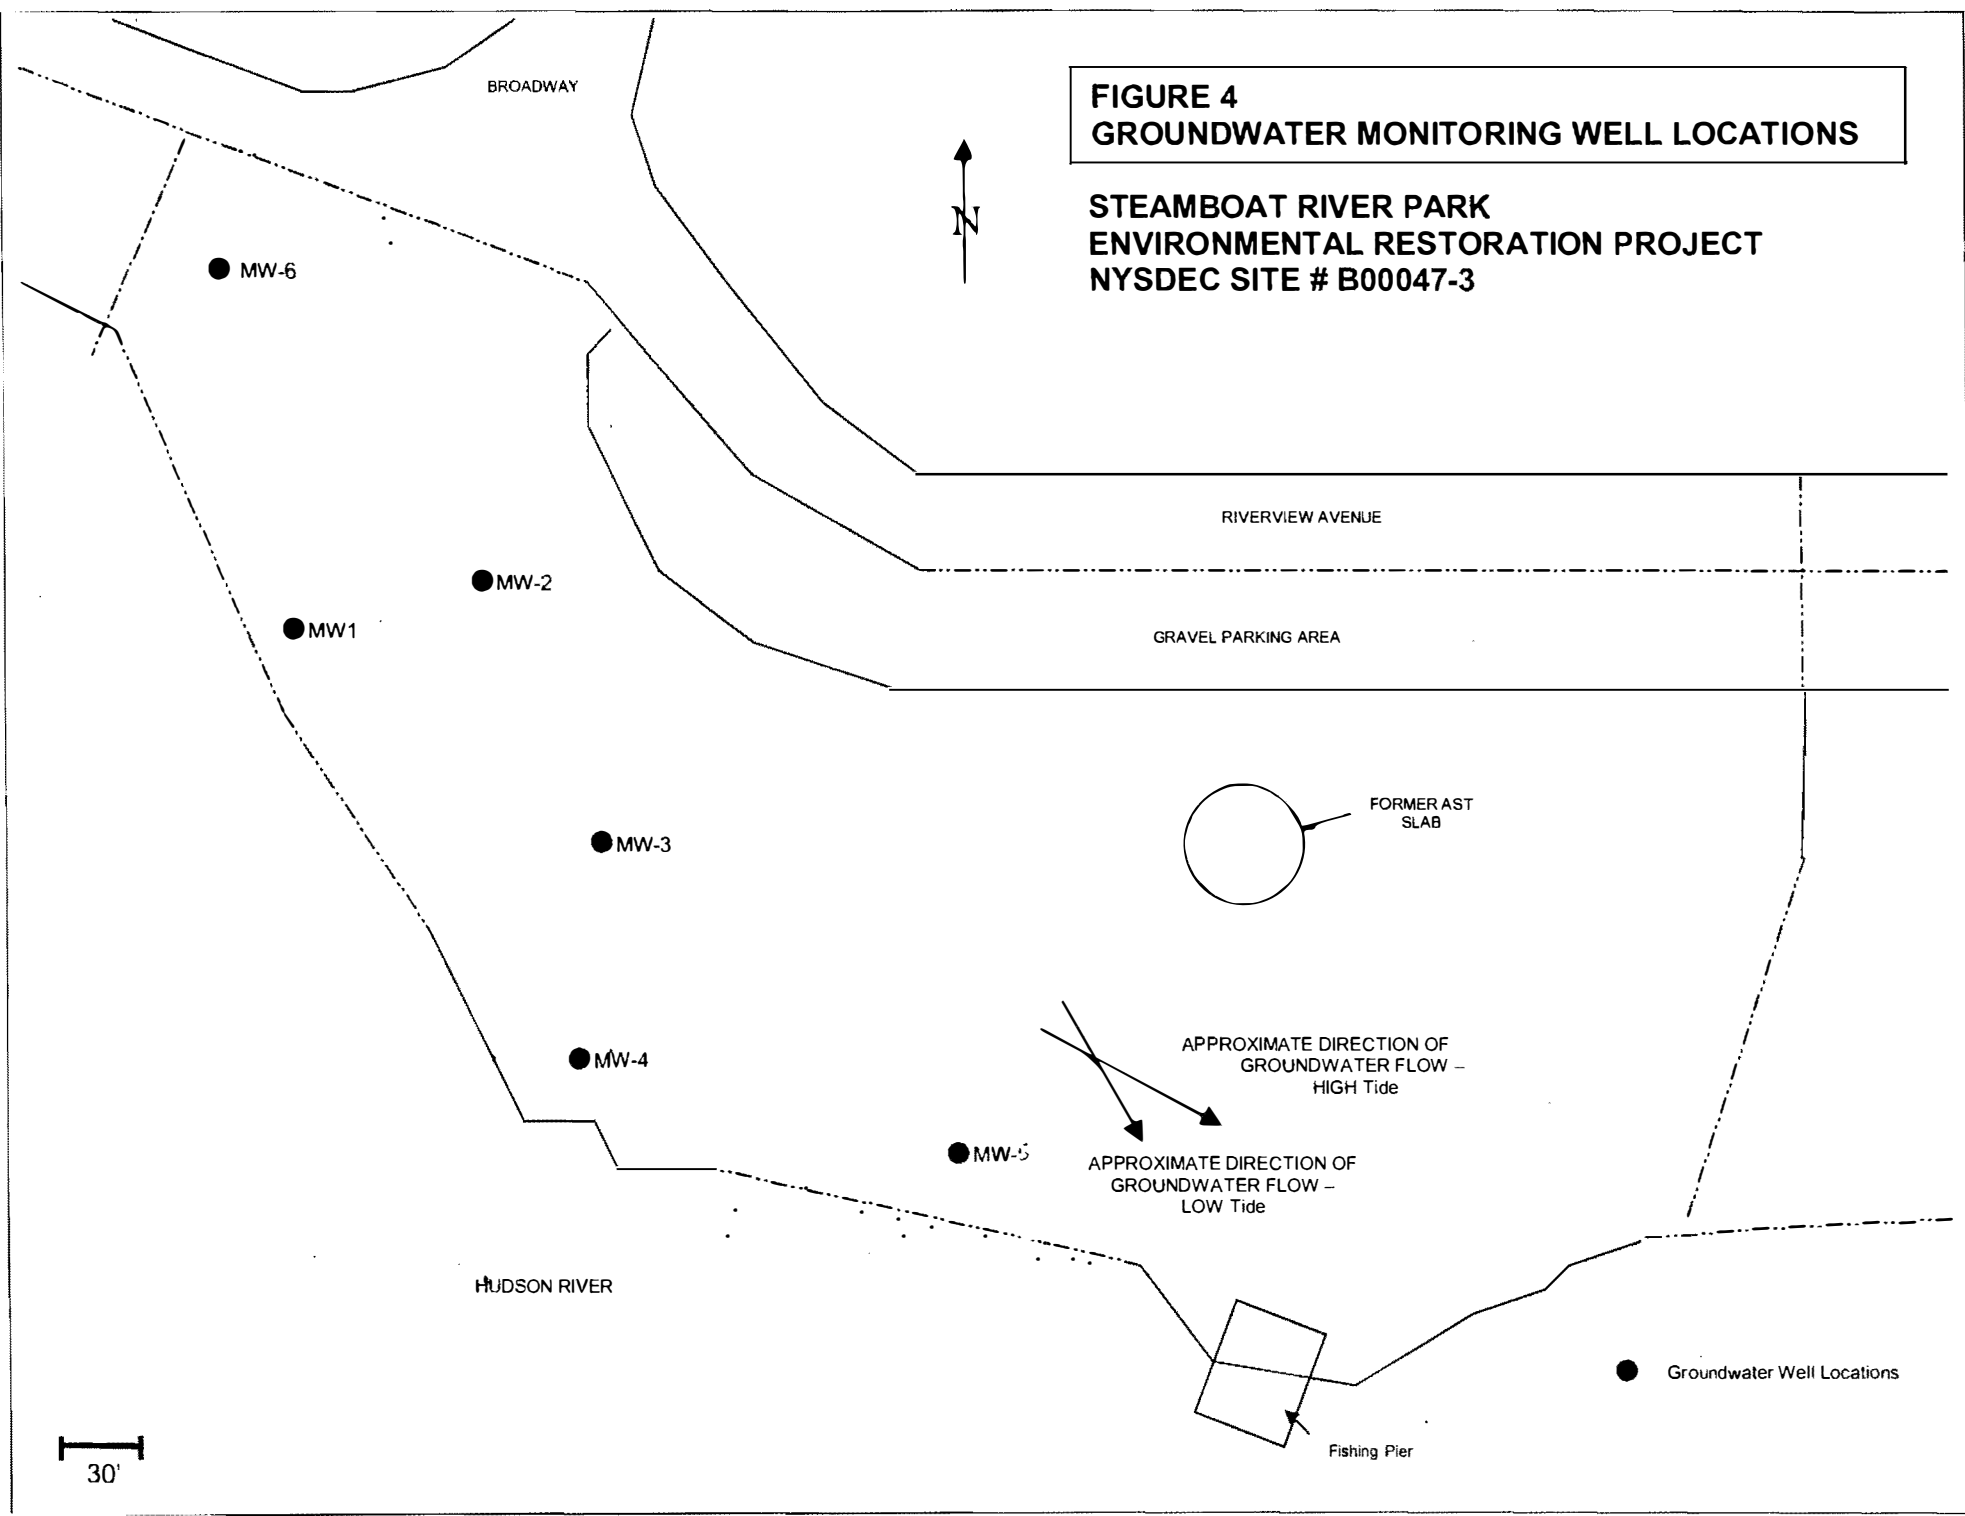 BROADWAY
FIGURE 4
GROUNDWATER MONITORING WELL LOCATIONS
N
STEAMBOAT RIVER PARK
ENVIRONMENTAL RESTORATION PROJECT
NYSDEC SITE # B00047-3
MW-6
RIVERVIEW AVENUE
MW-2
MW1
GRAVEL PARKING AREA
FORMER AST
SLAB
MW-3
APPROXIMATE DIRECTION OF
GROUNDWATER FLOW –
HIGH Tide
MW-4
MW-5
APPROXIMATE DIRECTION OF
GROUNDWATER FLOW –
LOW Tide
HUDSON RIVER
Groundwater Well Locations
Fishing Pier
30'